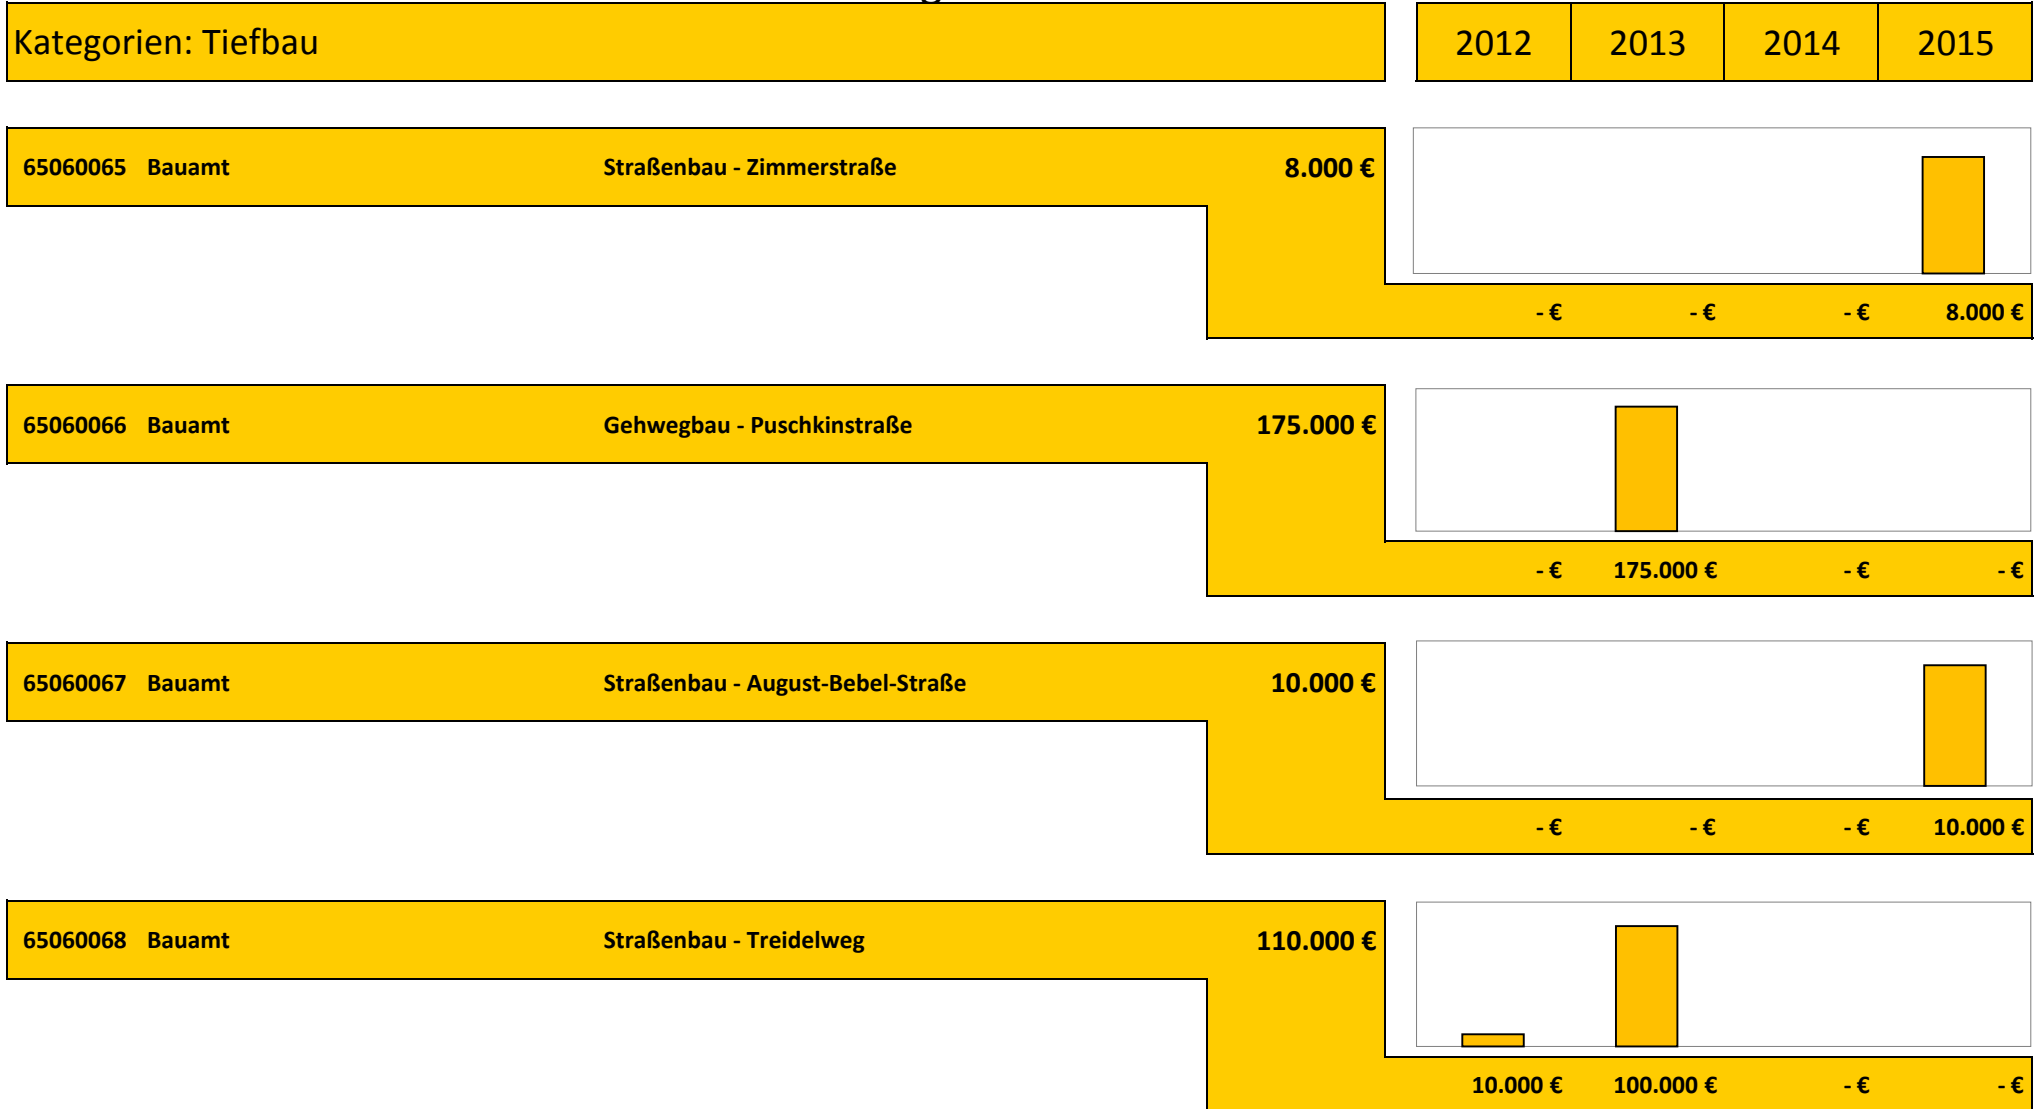 Kategorien: Tiefbau 2012 2013 2014 2015
65060065 Bauamt Straßenbau - Zimmerstraße 8.000 €
- € - € - € 8.000 €
65060066 Bauamt Gehwegbau - Puschkinstraße 175.000 €
- € 175.000 € - € - €
65060067 Bauamt Straßenbau - August-Bebel-Straße 10.000 €
- € - € - € 10.000 €
65060068 Bauamt Straßenbau - Treidelweg 110.000 €
10.000 € 100.000 € - € - €